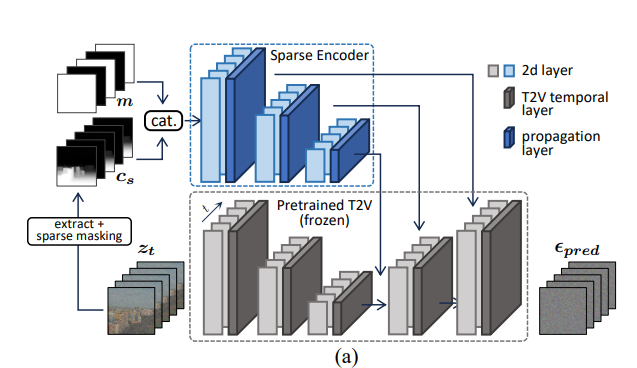 Sparse Encoder
m
cat.
c_s
2d layer
T2V temporal
layer
propagation
layer
extract +
sparse masking
z_t
t
Pretrained T2V
(frozen)
ϵ_pred
(a)